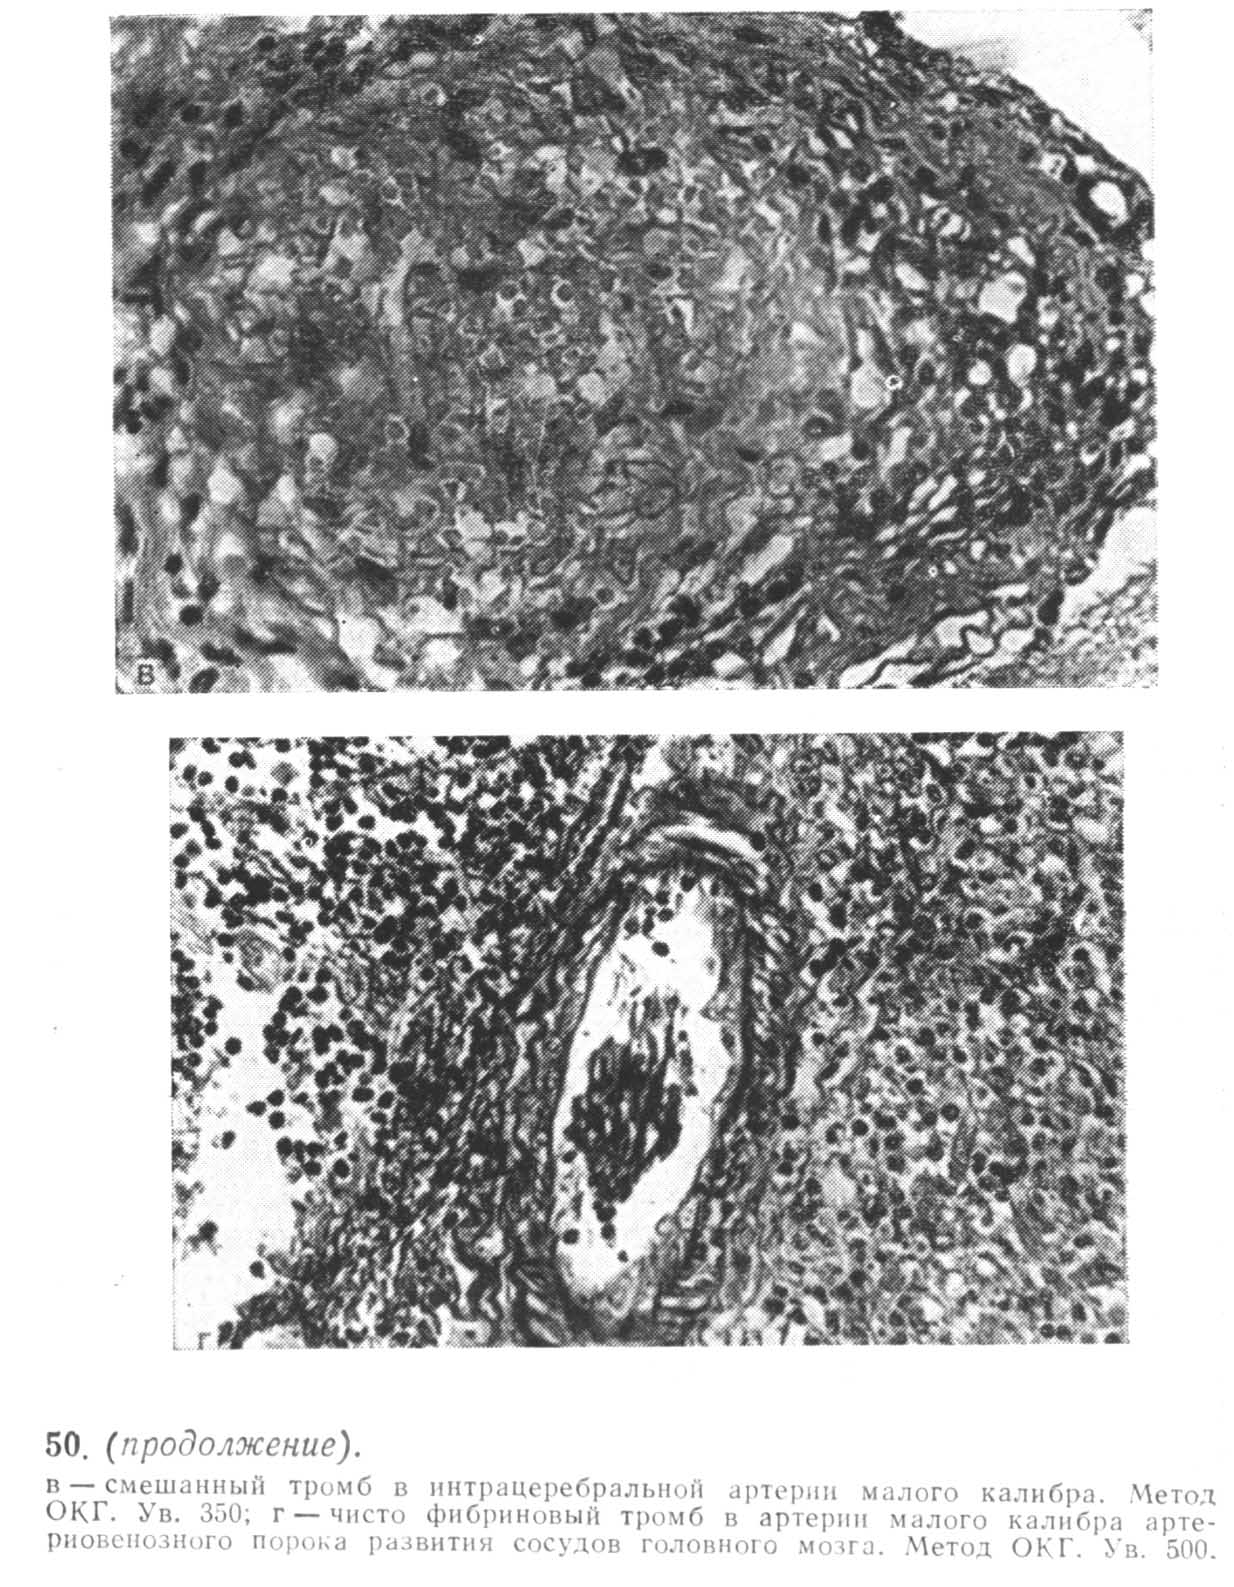 В
Г
50. (продолжение).
в — смешанный тромб в интрацеребральной артерии малого калибра. Метод
ОКГ. Ув. 350; г — чисто фибриновый тромб в артерии малого калибра арте-
риовенозного порока развития сосудов головного мозга. Метод ОКГ. Ув. 500.